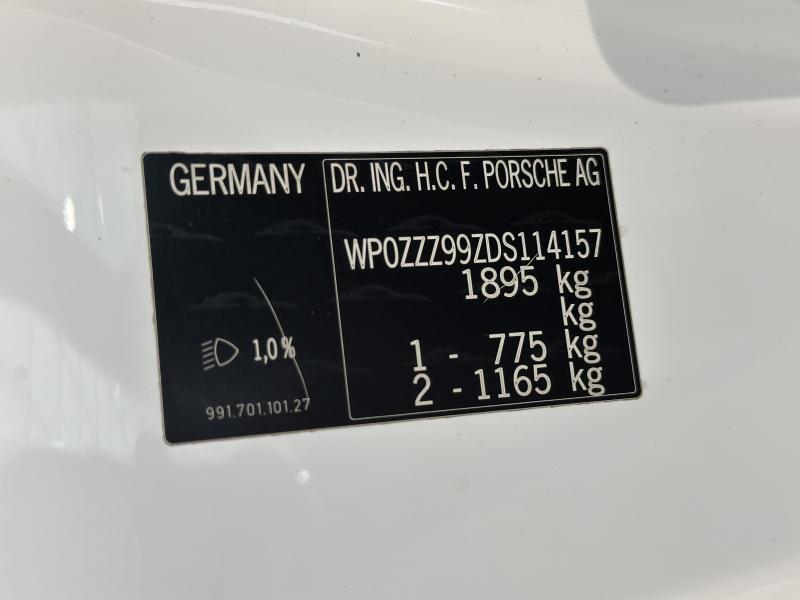 GERMANY
1,0%
991.701.101.27
DR. ING. H.C. F. PORSCHE AG
WP0ZZZ99ZDS114157
1895 kg
kg
1 - 775 kg
2 - 1165 kg